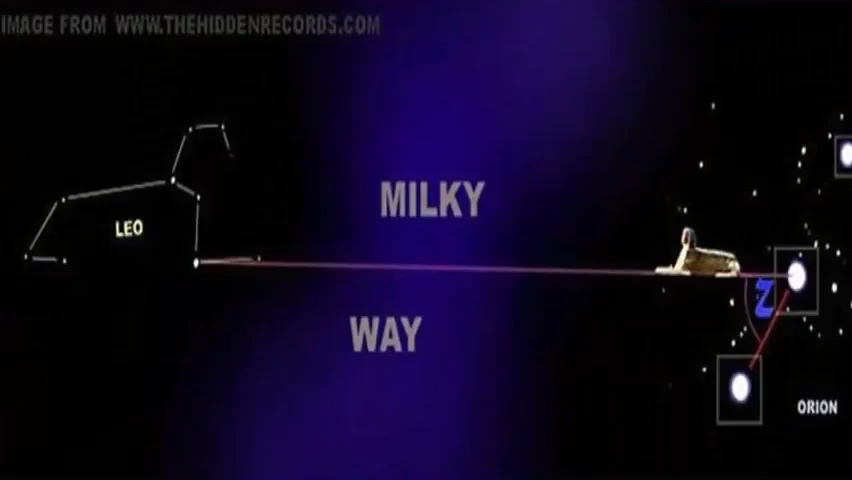 IMAGE FROM WWW.THEHIDDENRECORDS.COM
MILKY
LEO
Z
WAY
ORION